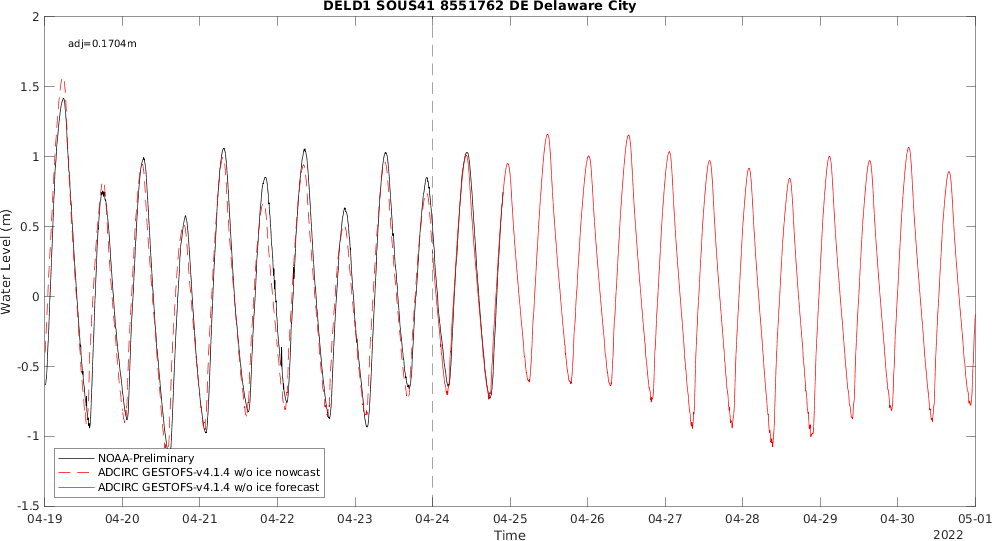 DELD1 SOUS41 8551762 DE Delaware City
2
adj=0.1704m
1.5
1
0.5
0
-0.5
-1
-1.5
Water Level (m)
NOAA-Preliminary
ADCIRC GESTOFS-v4.1.4 w/o ice nowcast
ADCIRC GESTOFS-v4.1.4 w/o ice forecast
04-19 04-20 04-21 04-22 04-23 04-24 04-25 04-26 04-27 04-28 04-29 04-30 05-01
Time
2022